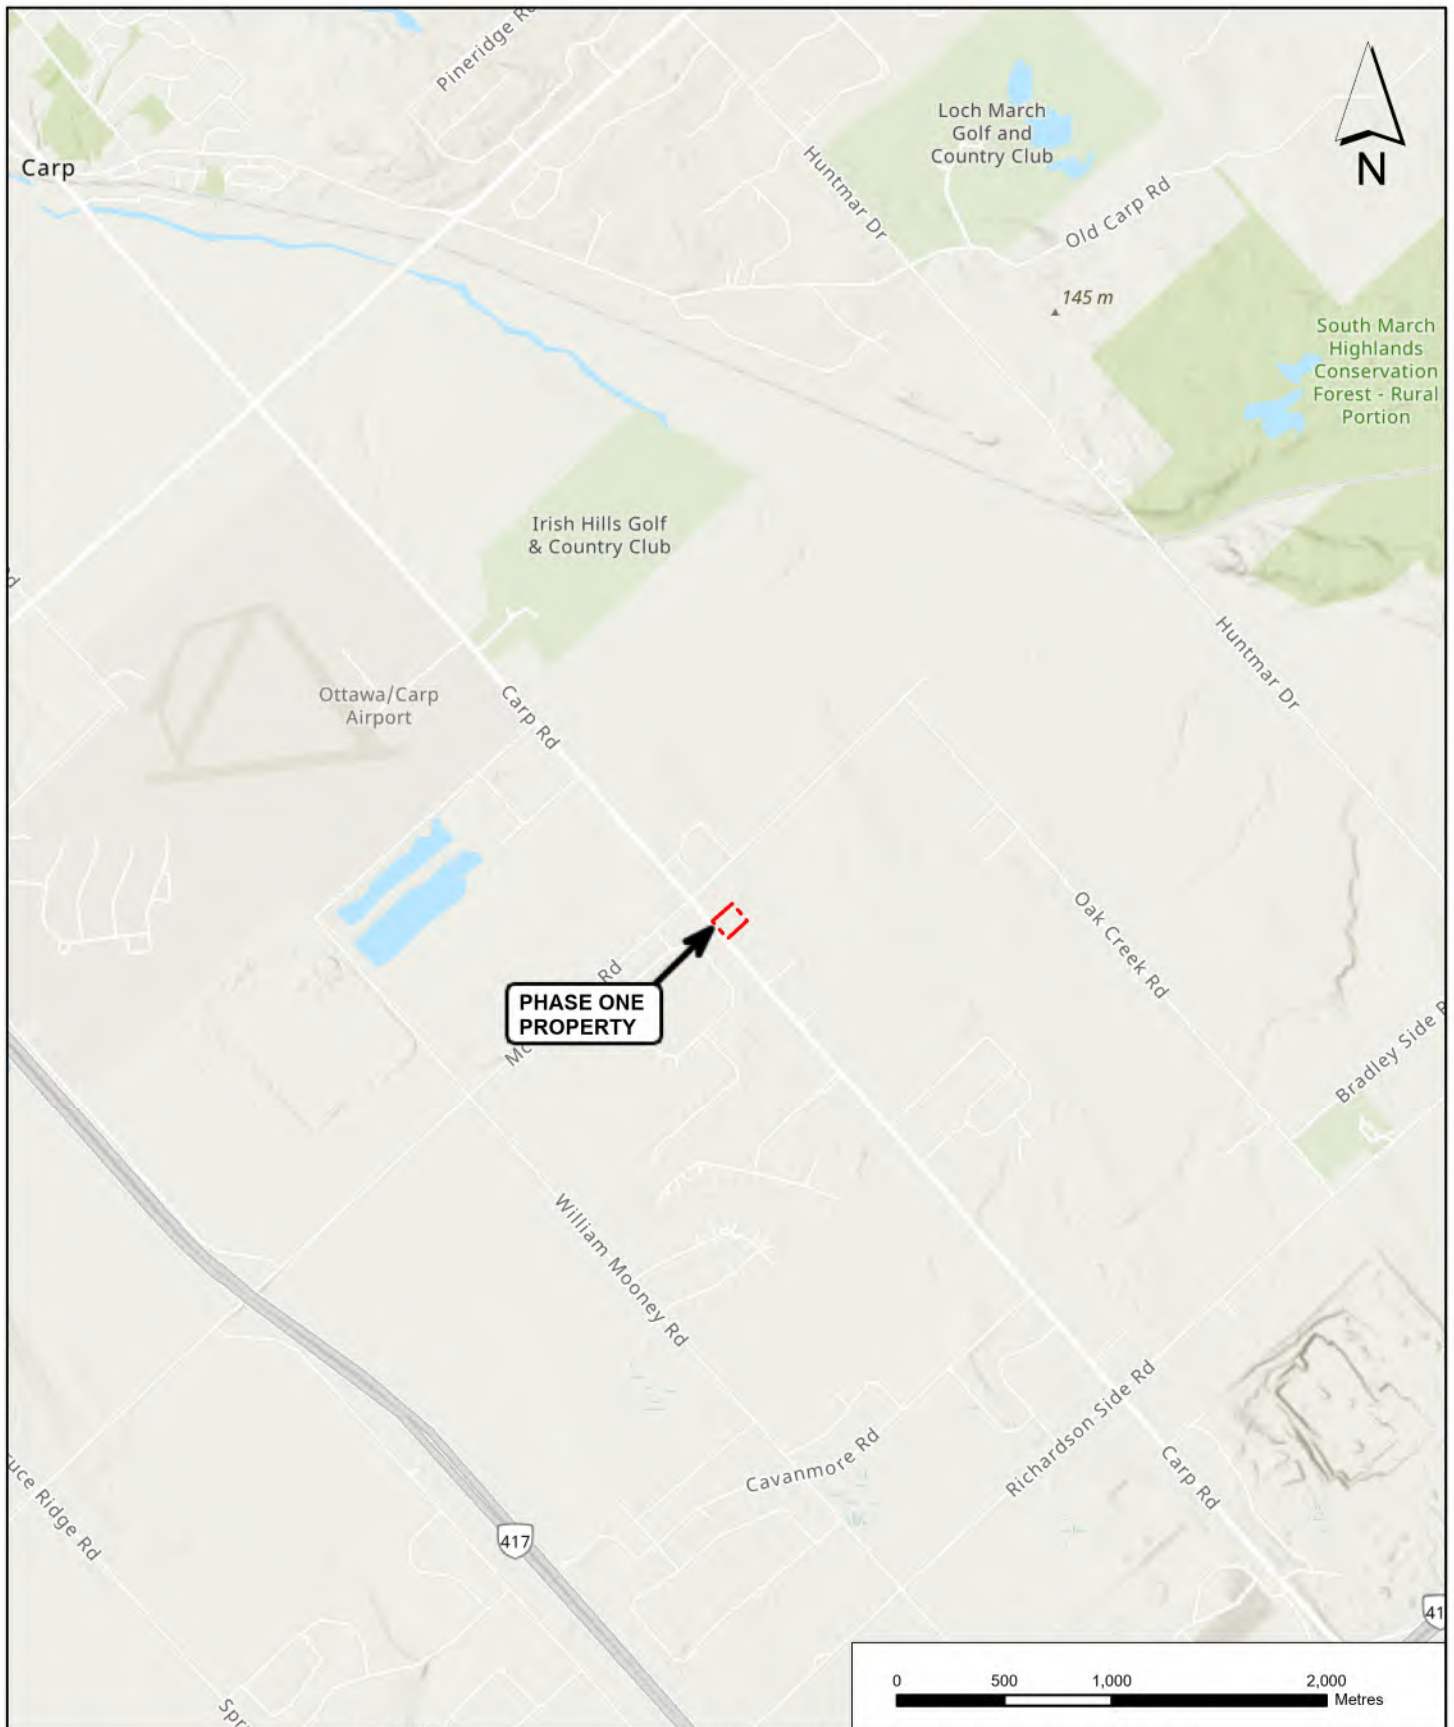 Pineridge
Loch March
Golf and
Country Club
N
Carp
Huntmar Dr
Old Carp Rd
145 m
South March
Highlands
Conservation
Forest - Rural
Portion
Irish Hills Golf
& Country Club
Huntmar Dr
Ottawa/Carp
Airport
Carp Rd
Oak Creek Rd
Rd
PHASE ONE
PROPERTY
Bradley Side
William Mooney Rd
Richardson Side Rd
Cavanmore Rd
Carp Rd
uce Ridge Rd
417
41
0 500 1,000 2,000
Metres